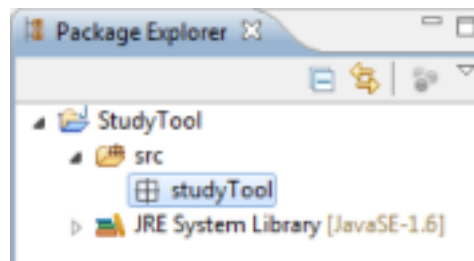 Package Explorer
StudyTool
src
studyTool
JRE System Library [JavaSE-1.6]